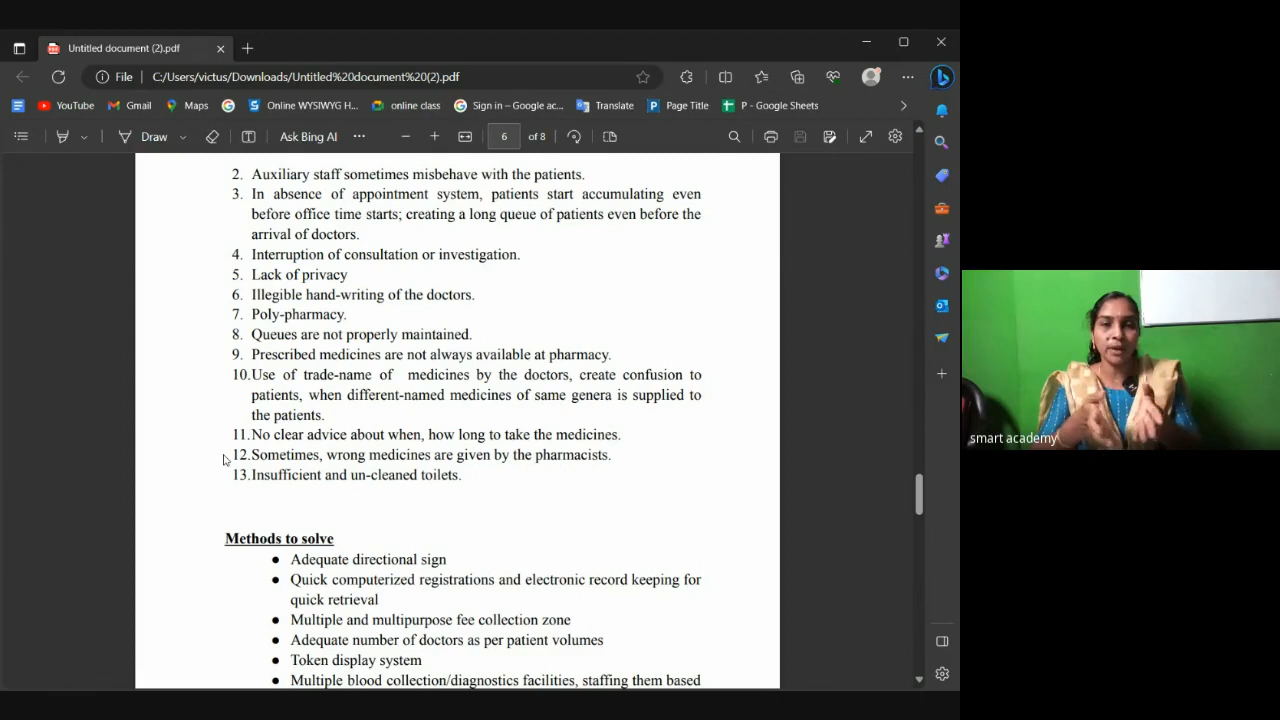 Untitled document (2).pdf
File C:/Users/victus/Downloads/Untitled%20document%20(2).pdf
YouTube Gmail Maps Online WYSIWYG H... online class Sign in – Google ac... Translate Page Title P - Google Sheets
Draw Ask Bing AI 6 of 8
2. Auxiliary staff sometimes misbehave with the patients.
3. In absence of appointment system, patients start accumulating even
before office time starts; creating a long queue of patients even before the
arrival of doctors.
4. Interruption of consultation or investigation.
5. Lack of privacy
6. Illegible hand-writing of the doctors.
7. Poly-pharmacy.
8. Queues are not properly maintained.
9. Prescribed medicines are not always available at pharmacy.
10.Use of trade-name of medicines by the doctors, create confusion to
patients, when different-named medicines of same genera is supplied to
the patients.
11.No clear advice about when, how long to take the medicines.
12.Sometimes, wrong medicines are given by the pharmacists.
13.Insufficient and un-cleaned toilets.
Methods to solve
● Adequate directional sign
● Quick computerized registrations and electronic record keeping for
quick retrieval
● Multiple and multipurpose fee collection zone
● Adequate number of doctors as per patient volumes
● Token display system
● Multiple blood collection/diagnostics facilities, staffing them based
smart academy